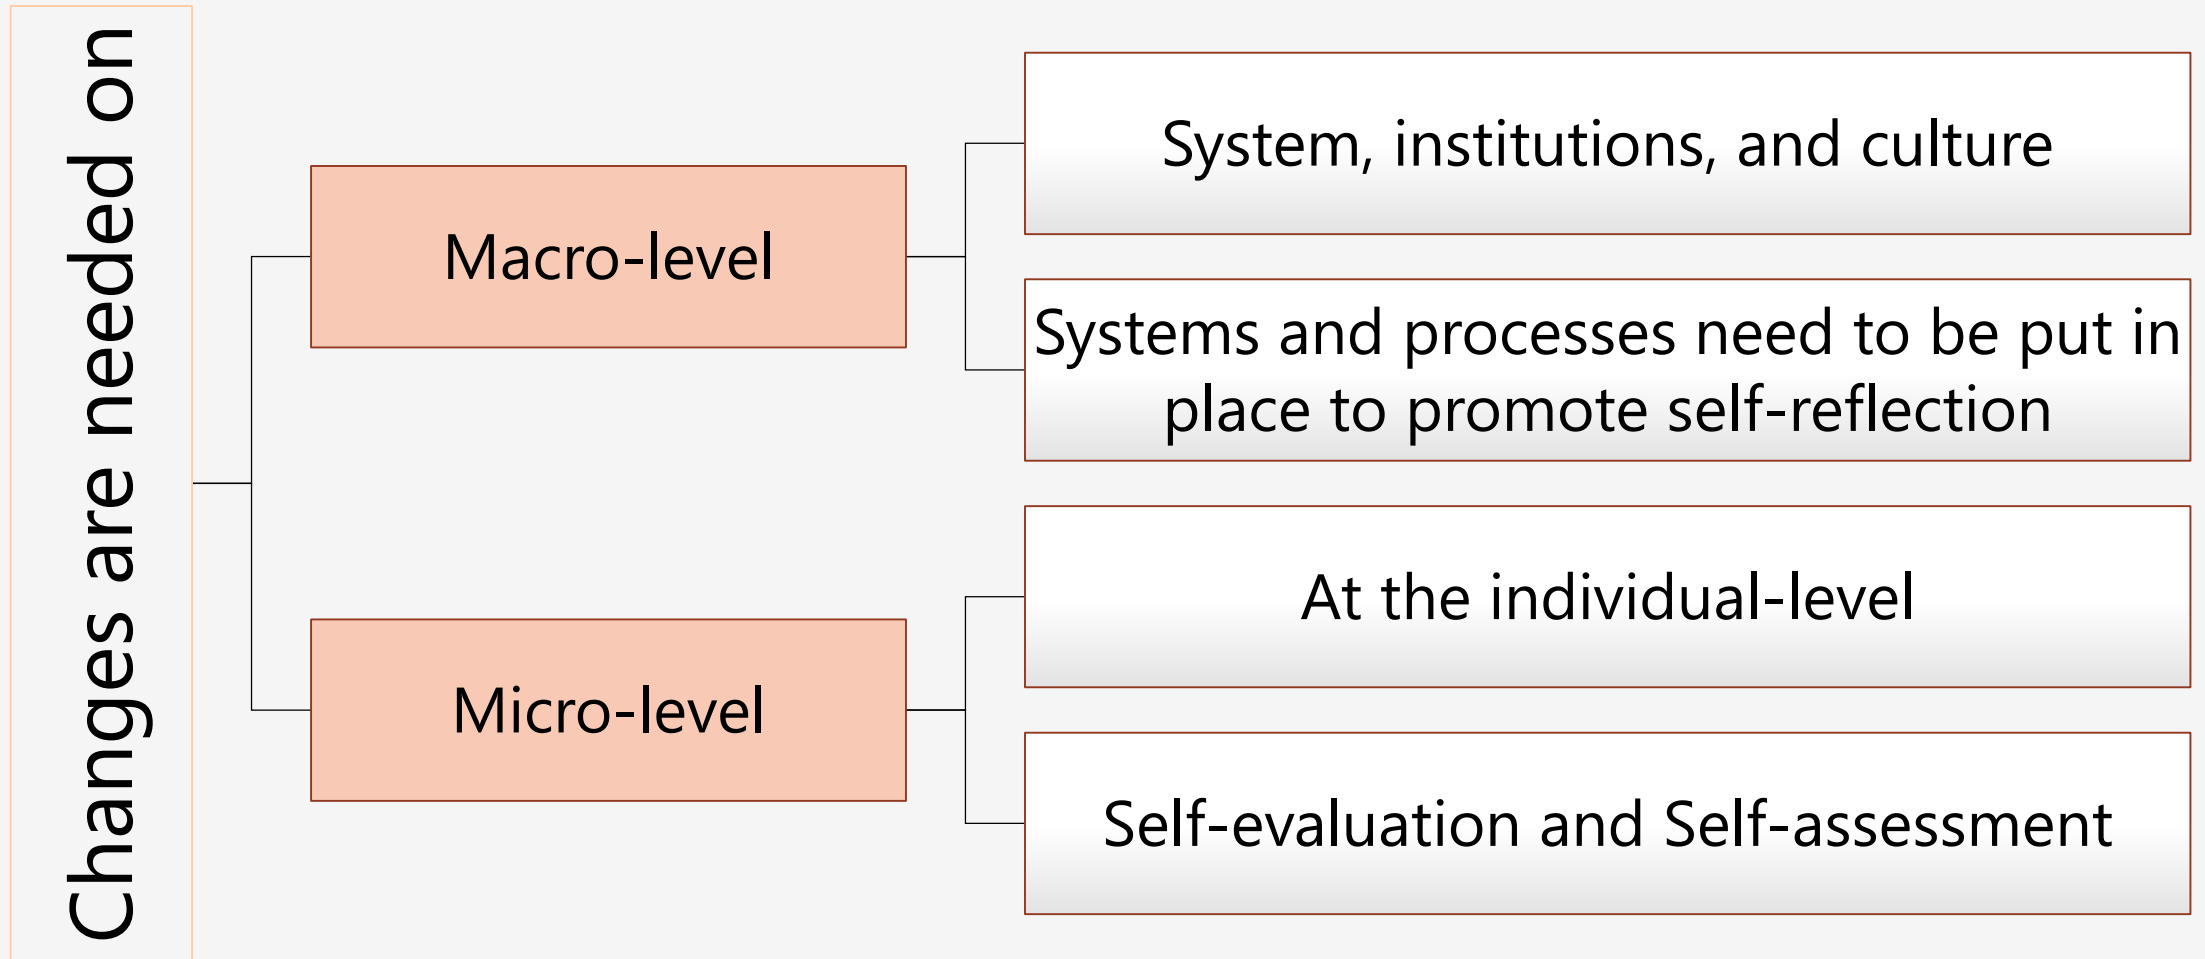 Changes are needed on
Macro-level
System, institutions, and culture
Systems and processes need to be put in
place to promote self-reflection
Micro-level
At the individual-level
Self-evaluation and Self-assessment